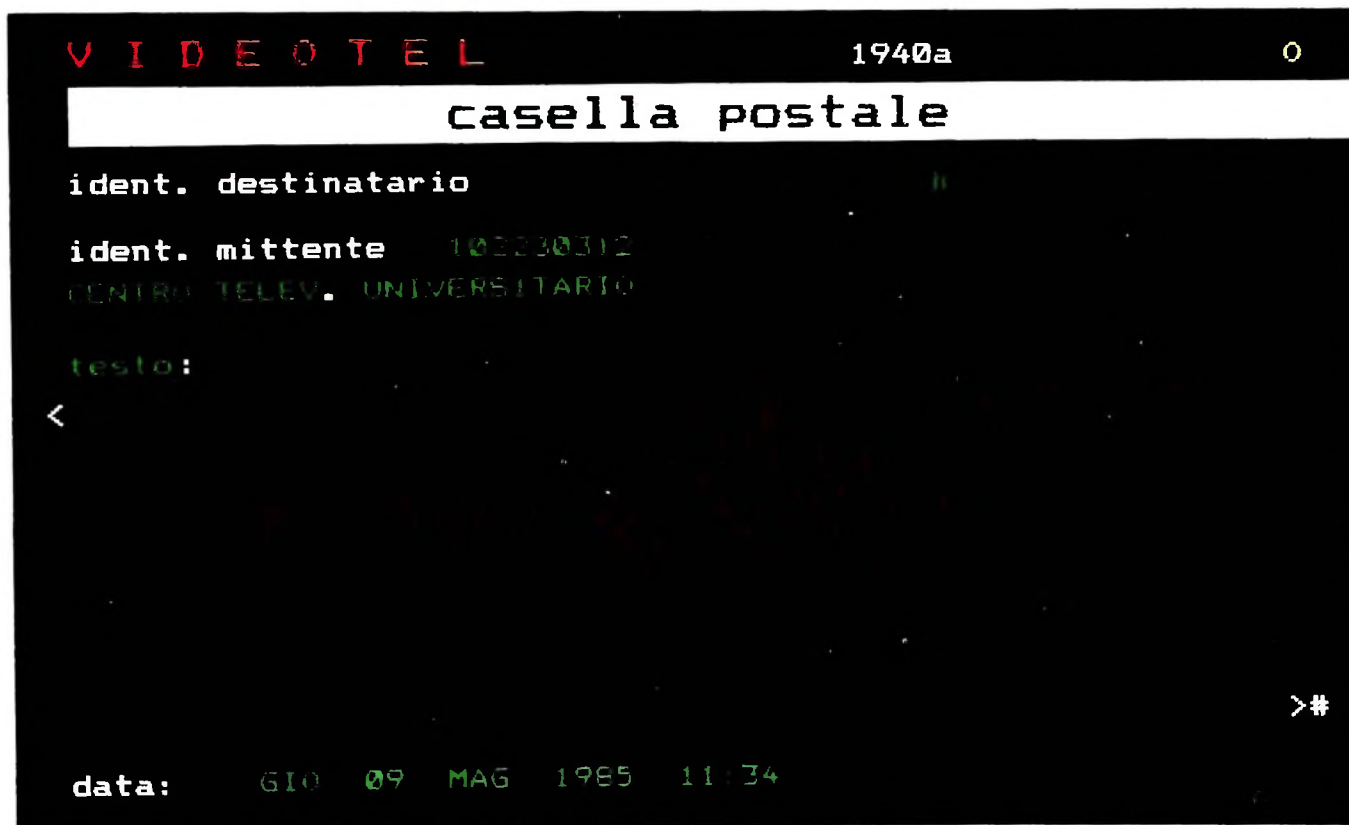 V I D E O T E L 1940a 0
casella postale
ident. destinatario
ident. mittente 102230312
CENTRO TELEV. UNIVERSITARIO
testo:
<
>#
data: GIO 09 MAG 1985 11:34